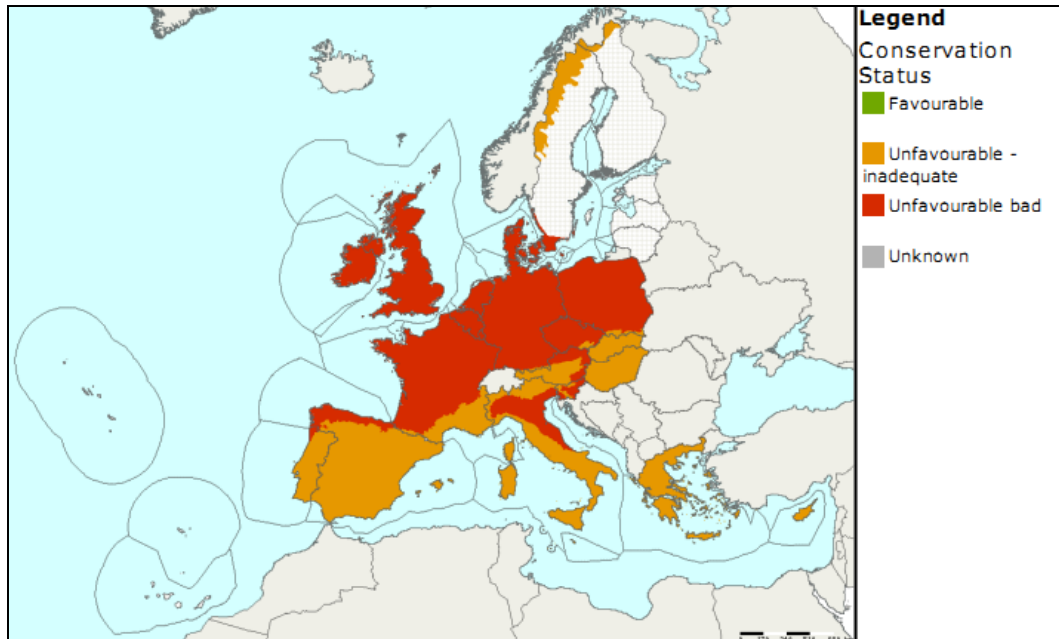 Legend
Conservation
Status
Favourable
Unfavourable -
inadequate
Unfavourable bad
Unknown